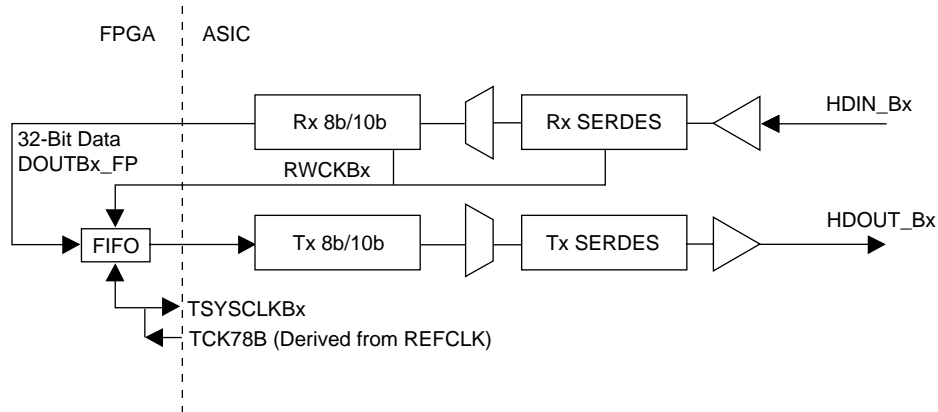 FPGA
ASIC
Rx 8b/10b
Rx SERDES
HDIN_Bx
32-Bit Data
DOUTBx_FP
RWCKBx
FIFO
Tx 8b/10b
Tx SERDES
HDOUT_Bx
TSYSCLKBx
TCK78B (Derived from REFCLK)